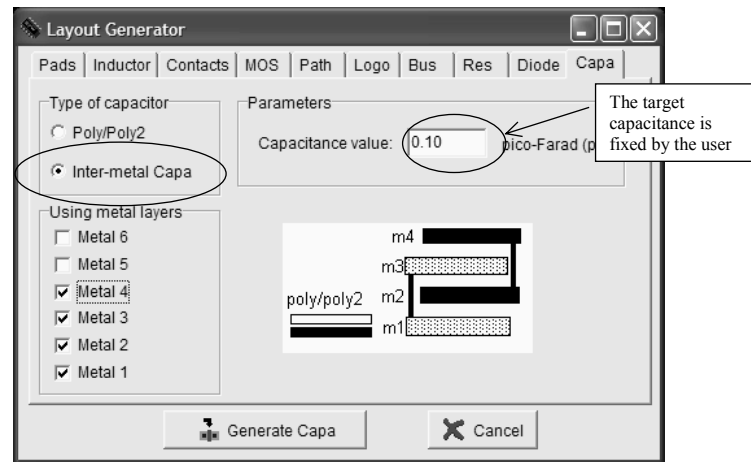 Layout Generator
Pads Inductor Contacts MOS Path Logo Bus Res Diode Capa
Type of capacitor
Poly/Poly2
Inter-metal Capa
Parameters
Capacitance value: 0.10 pico-Farad (p
The target
capacitance is
fixed by the user
Using metal layers
Metal 6
Metal 5
Metal 4
Metal 3
Metal 2
Metal 1
m4
m3
poly/poly2 m2
m1
Generate Capa
Cancel